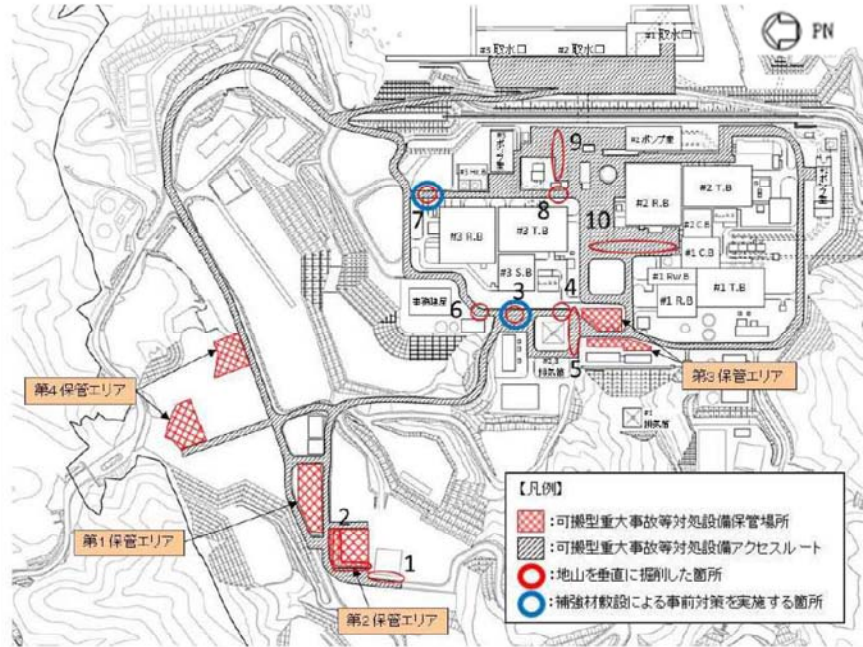 #1 取水口
#3 取水口
#2 取水口
PN
9
#1 ポンプ室
#3 Hx.B
7
8
#2 R.B
#2 T.B
10
#3 R.B
#3 T.B
#2 C.B
#1 C.B
#3 S.B
#1 RwB
#1 T.B
#1 R.B
事務建屋
6
3
4
5
排気筒
第3保管エリア
第4保管エリア
#1
排気筒
第1保管エリア
2
1
第2保管エリア
【凡例】
:可搬型重大事故等対処設備保管場所
:可搬型重大事故等対処設備アクセスルート
:地山を垂直に掘削した箇所
:補強材敷設による事前対策を実施する箇所